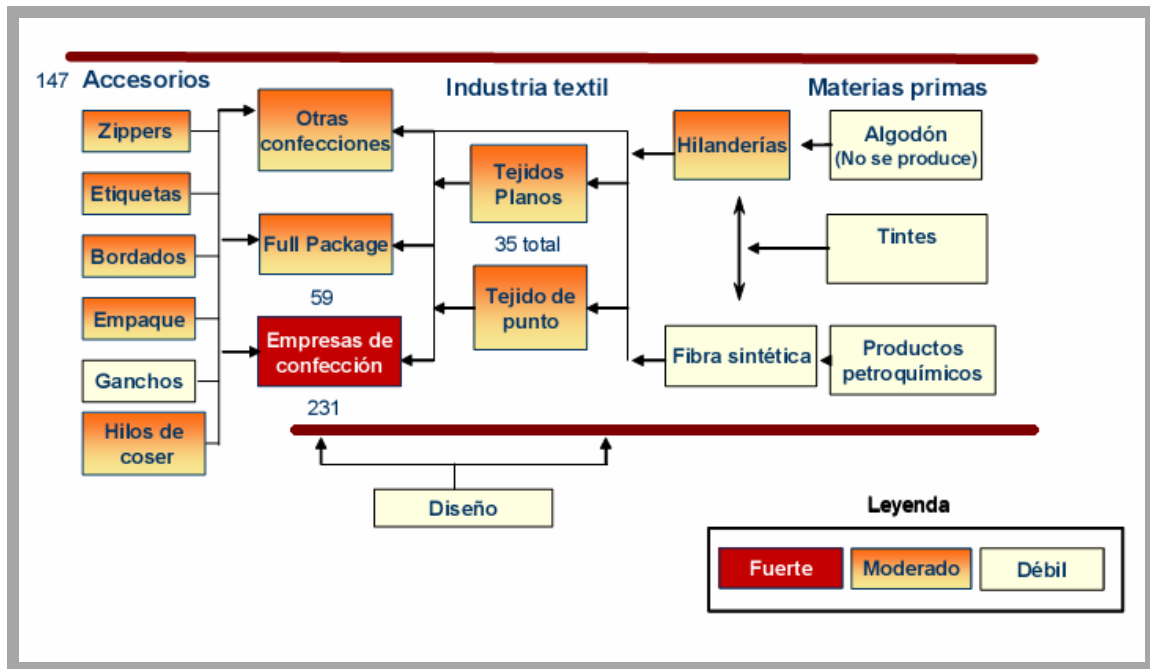 147 Accesorios
Industria textil
Materias primas
Zippers
Etiquetas
Bordados
Empaque
Ganchos
Hilos de
coser
Otras
confecciones
Full Package
59
Empresas de
confección
231
Tejidos
Planos
35 total
Tejido de
punto
Hilanderías
Fibra sintética
Algodón
(No se produce)
Tintes
Productos
petroquímicos
Diseño
Leyenda
Fuerte
Moderado
Débil